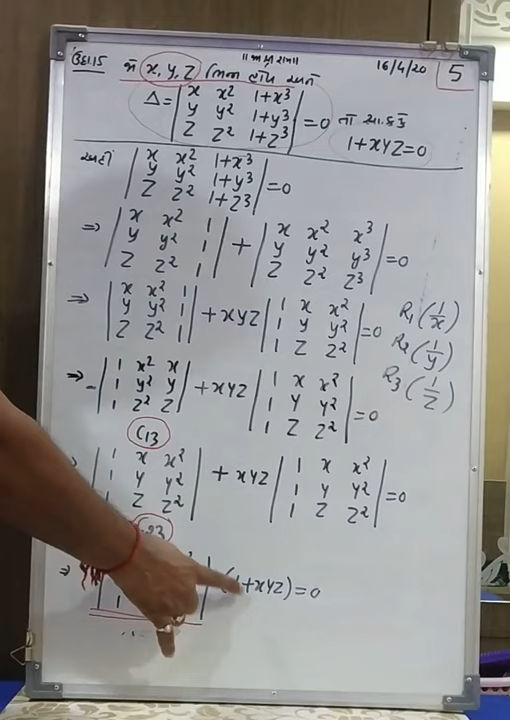 ઉદા.15 જો x, y, z ભિન્ન હોય અને 16/4/20 5
Δ = | x x² 1+x³ | = 0
| y y² 1+y³ | તો
| z z² 1+z³ | 1+xyz=0
| x x² 1+x³ |
| y y² 1+y³ | =0
| z z² 1+z³ |
⇒ | x x² 1 | + | x x² x³ | =0
| y y² 1 | | y y² y³ |
| z z² 1 | | z z² z³ |
⇒ | x x² 1 | + xyz | 1 x x² | =0 R₁(1/x)
| y y² 1 | | 1 y y² | R₂(1/y)
| z z² 1 | | 1 z z² | R₃(1/z)
⇒ - | 1 x² x | + xyz | 1 x x² | =0
| 1 y² y | | 1 y y² |
| 1 z² z | | 1 z z² |
C13
| 1 x x² | + xyz | 1 x x² | =0
| 1 y y² | | 1 y y² |
| 1 z z² | | 1 z z² |
⇒ (1+xyz)=0
1